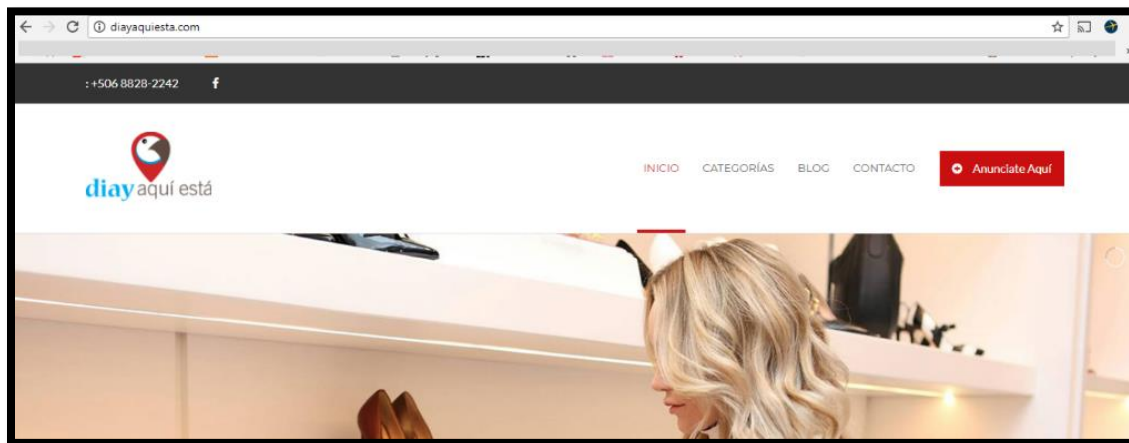 diayaquiesta.com
: +506 8828-2242 f
diay aquí está
INICIO CATEGORÍAS BLOG CONTACTO Anunciate Aquí